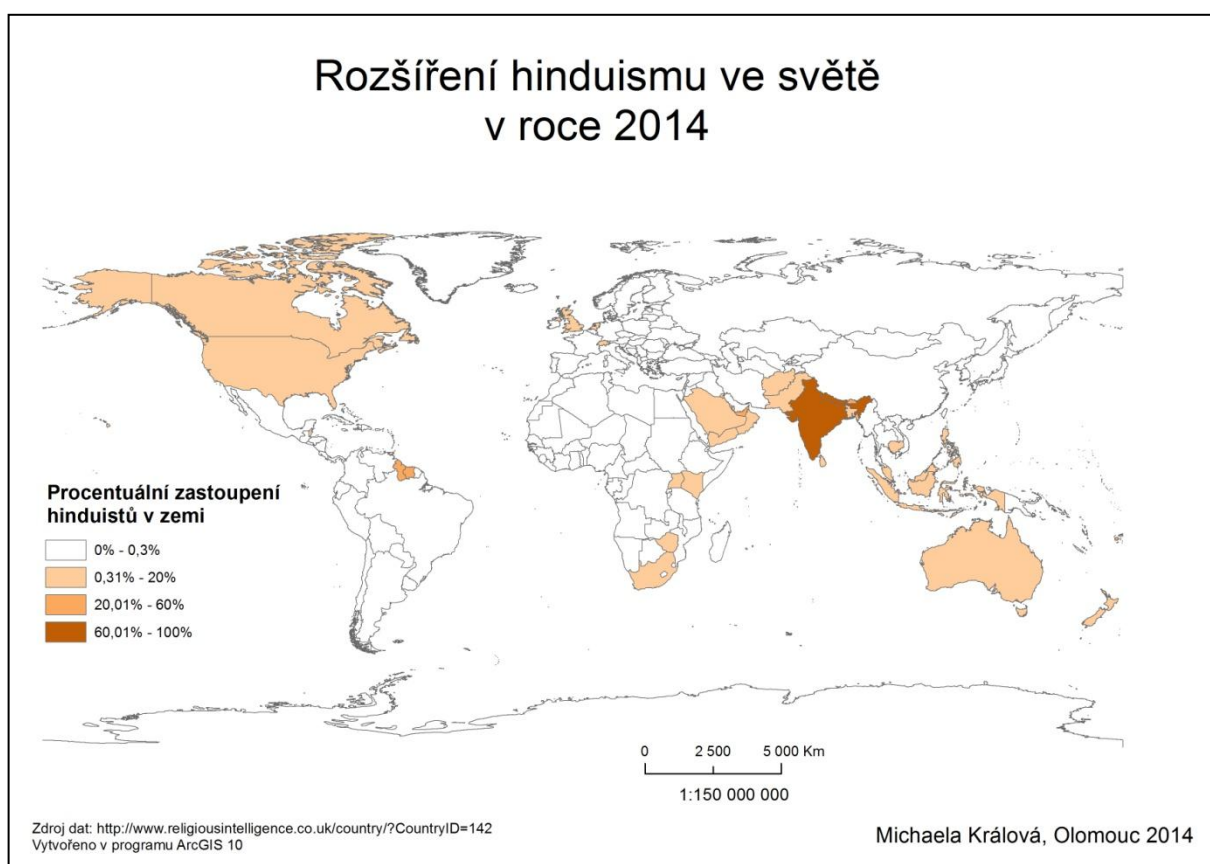 Rozšíření hinduismu ve světě
v roce 2014
Procentuální zastoupení
hinduistů v zemi
0% - 0,3%
0,31% - 20%
20,01% - 60%
60,01% - 100%
0 2 500 5 000 Km
1:150 000 000
Zdroj dat: http://www.religiousintelligence.co.uk/country/?CountryID=142
Vytvořeno v programu ArcGIS 10
Michaela Králová, Olomouc 2014